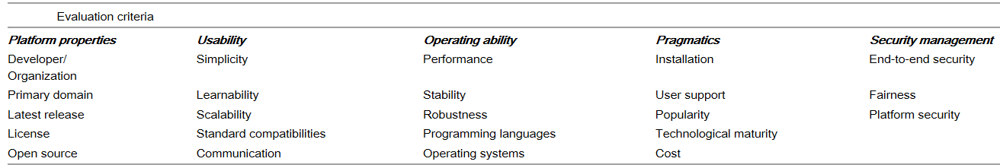 Evaluation criteria
Platform properties Usability Operating ability Pragmatics Security management
Developer/ Simplicity Performance Installation End-to-end security
Organization
Primary domain Learnability Stability User support Fairness
Latest release Scalability Robustness Popularity Platform security
License Standard compatibilities Programming languages Technological maturity
Open source Communication Operating systems Cost